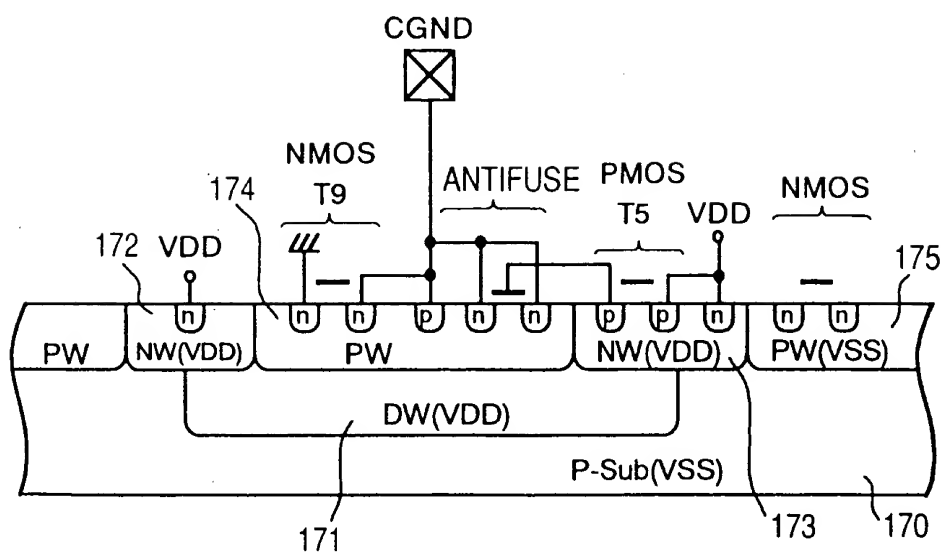 CGND
NMOS
T9
ANTIFUSE
PMOS
T5
VDD
NMOS
174
172
VDD
175
n
n
n
p
n
n
p
p
n
n
n
PW
NW(VDD)
PW
NW(VDD)
PW(VSS)
DW(VDD)
P-Sub(VSS)
171
173
170